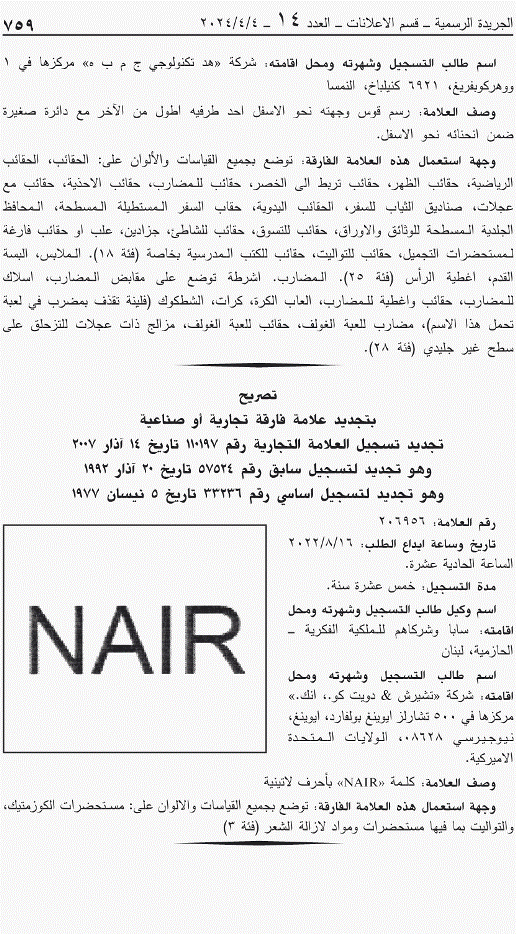 الجريدة الرسمية ــ قسم الاعلانات ــ العدد ١٤ ــ ٢٠٢٤/٤/٤
٧٥٩
اسم طالب التسجيل وشهرته ومحل اقامته: شركة «هد تكنولوجي ج م ب ه» مركزها في ١
ووهركوبفريغ، ٦٩٢١ كنيلباخ، النمسا
وصف العلامة: رسم قوس وجهته نحو الاسفل احد طرفيه اطول من الآخر مع دائرة صغيرة
ضمن انحنائه نحو الاسفل.
وجهة استعمال هذه العلامة الفارقة: توضع بجميع القياسات والألوان على: الحقائب، الحقائب
الرياضية، حقائب الظهر، حقائب تربط الى الخصر، حقائب للمضارب، حقائب الاحذية، حقائب مع
عجلات، صناديق الثياب للسفر، الحقائب اليدوية، حقاب السفر المستطيلة المسطحة، المحافظ
الجلدية المسطحة للوثائق والاوراق، حقائب للتسوق، حقائب للشاطئ، جزادين، علب او حقائب فارغة
لمستحضرات التجميل، حقائب للتواليت، حقائب للكتب المدرسية بخاصة (فئة ١٨). الملابس، البسة
القدم، اغطية الرأس (فئة ٢٥). المضارب. اشرطة توضع على مقابض المضارب، اسلاك
للمضارب، حقائب واغطية للمضارب، العاب الكرة، كرات، الشطكوك (فلينة تقذف بمضرب في لعبة
تحمل هذا الاسم)، مضارب للعبة الغولف، حقائب للعبة الغولف، مزالج ذات عجلات للتزحلق على
سطح غير جليدي (فئة ٢٨).
تصريح
بتجديد علامة فارقة تجارية أو صناعية
تجديد تسجيل العلامة التجارية رقم ١١٠١٩٧ تاريخ ١٤ آذار ٢٠٠٧
وهو تجديد لتسجيل سابق رقم ٥٧٥٢٤ تاريخ ٢٠ آذار ١٩٩٢
وهو تجديد لتسجيل اساسي رقم ٣٣٢٣٦ تاريخ ٥ نيسان ١٩٧٧
رقم العلامة: ٢٠٦٩٥٦
تاريخ وساعة ايداع الطلب: ٢٠٢٢/٨/١٦
الساعة الحادية عشرة.
مدة التسجيل: خمس عشرة سنة.
اسم وكيل طالب التسجيل وشهرته ومحل
اقامته: سابا وشركاهم للملكية الفكرية ــ
الحازمية، لبنان
اسم طالب التسجيل وشهرته ومحل
اقامته: شركة «تشيرش & دويت كو.، انك.»
مركزها في ٥٠٠ تشارلز ايوينغ بولفارد، ايوينغ،
نيوجيرسي ٠٨٦٢٨، الولايات المتحدة
الاميركية.
NAIR
وصف العلامة: كلمة «NAIR» بأحرف لاتينية
وجهة استعمال هذه العلامة الفارقة: توضع بجميع القياسات والالوان على: مستحضرات الكوزمتيك،
والتواليت بما فيها مستحضرات ومواد لازالة الشعر (فئة ٣)